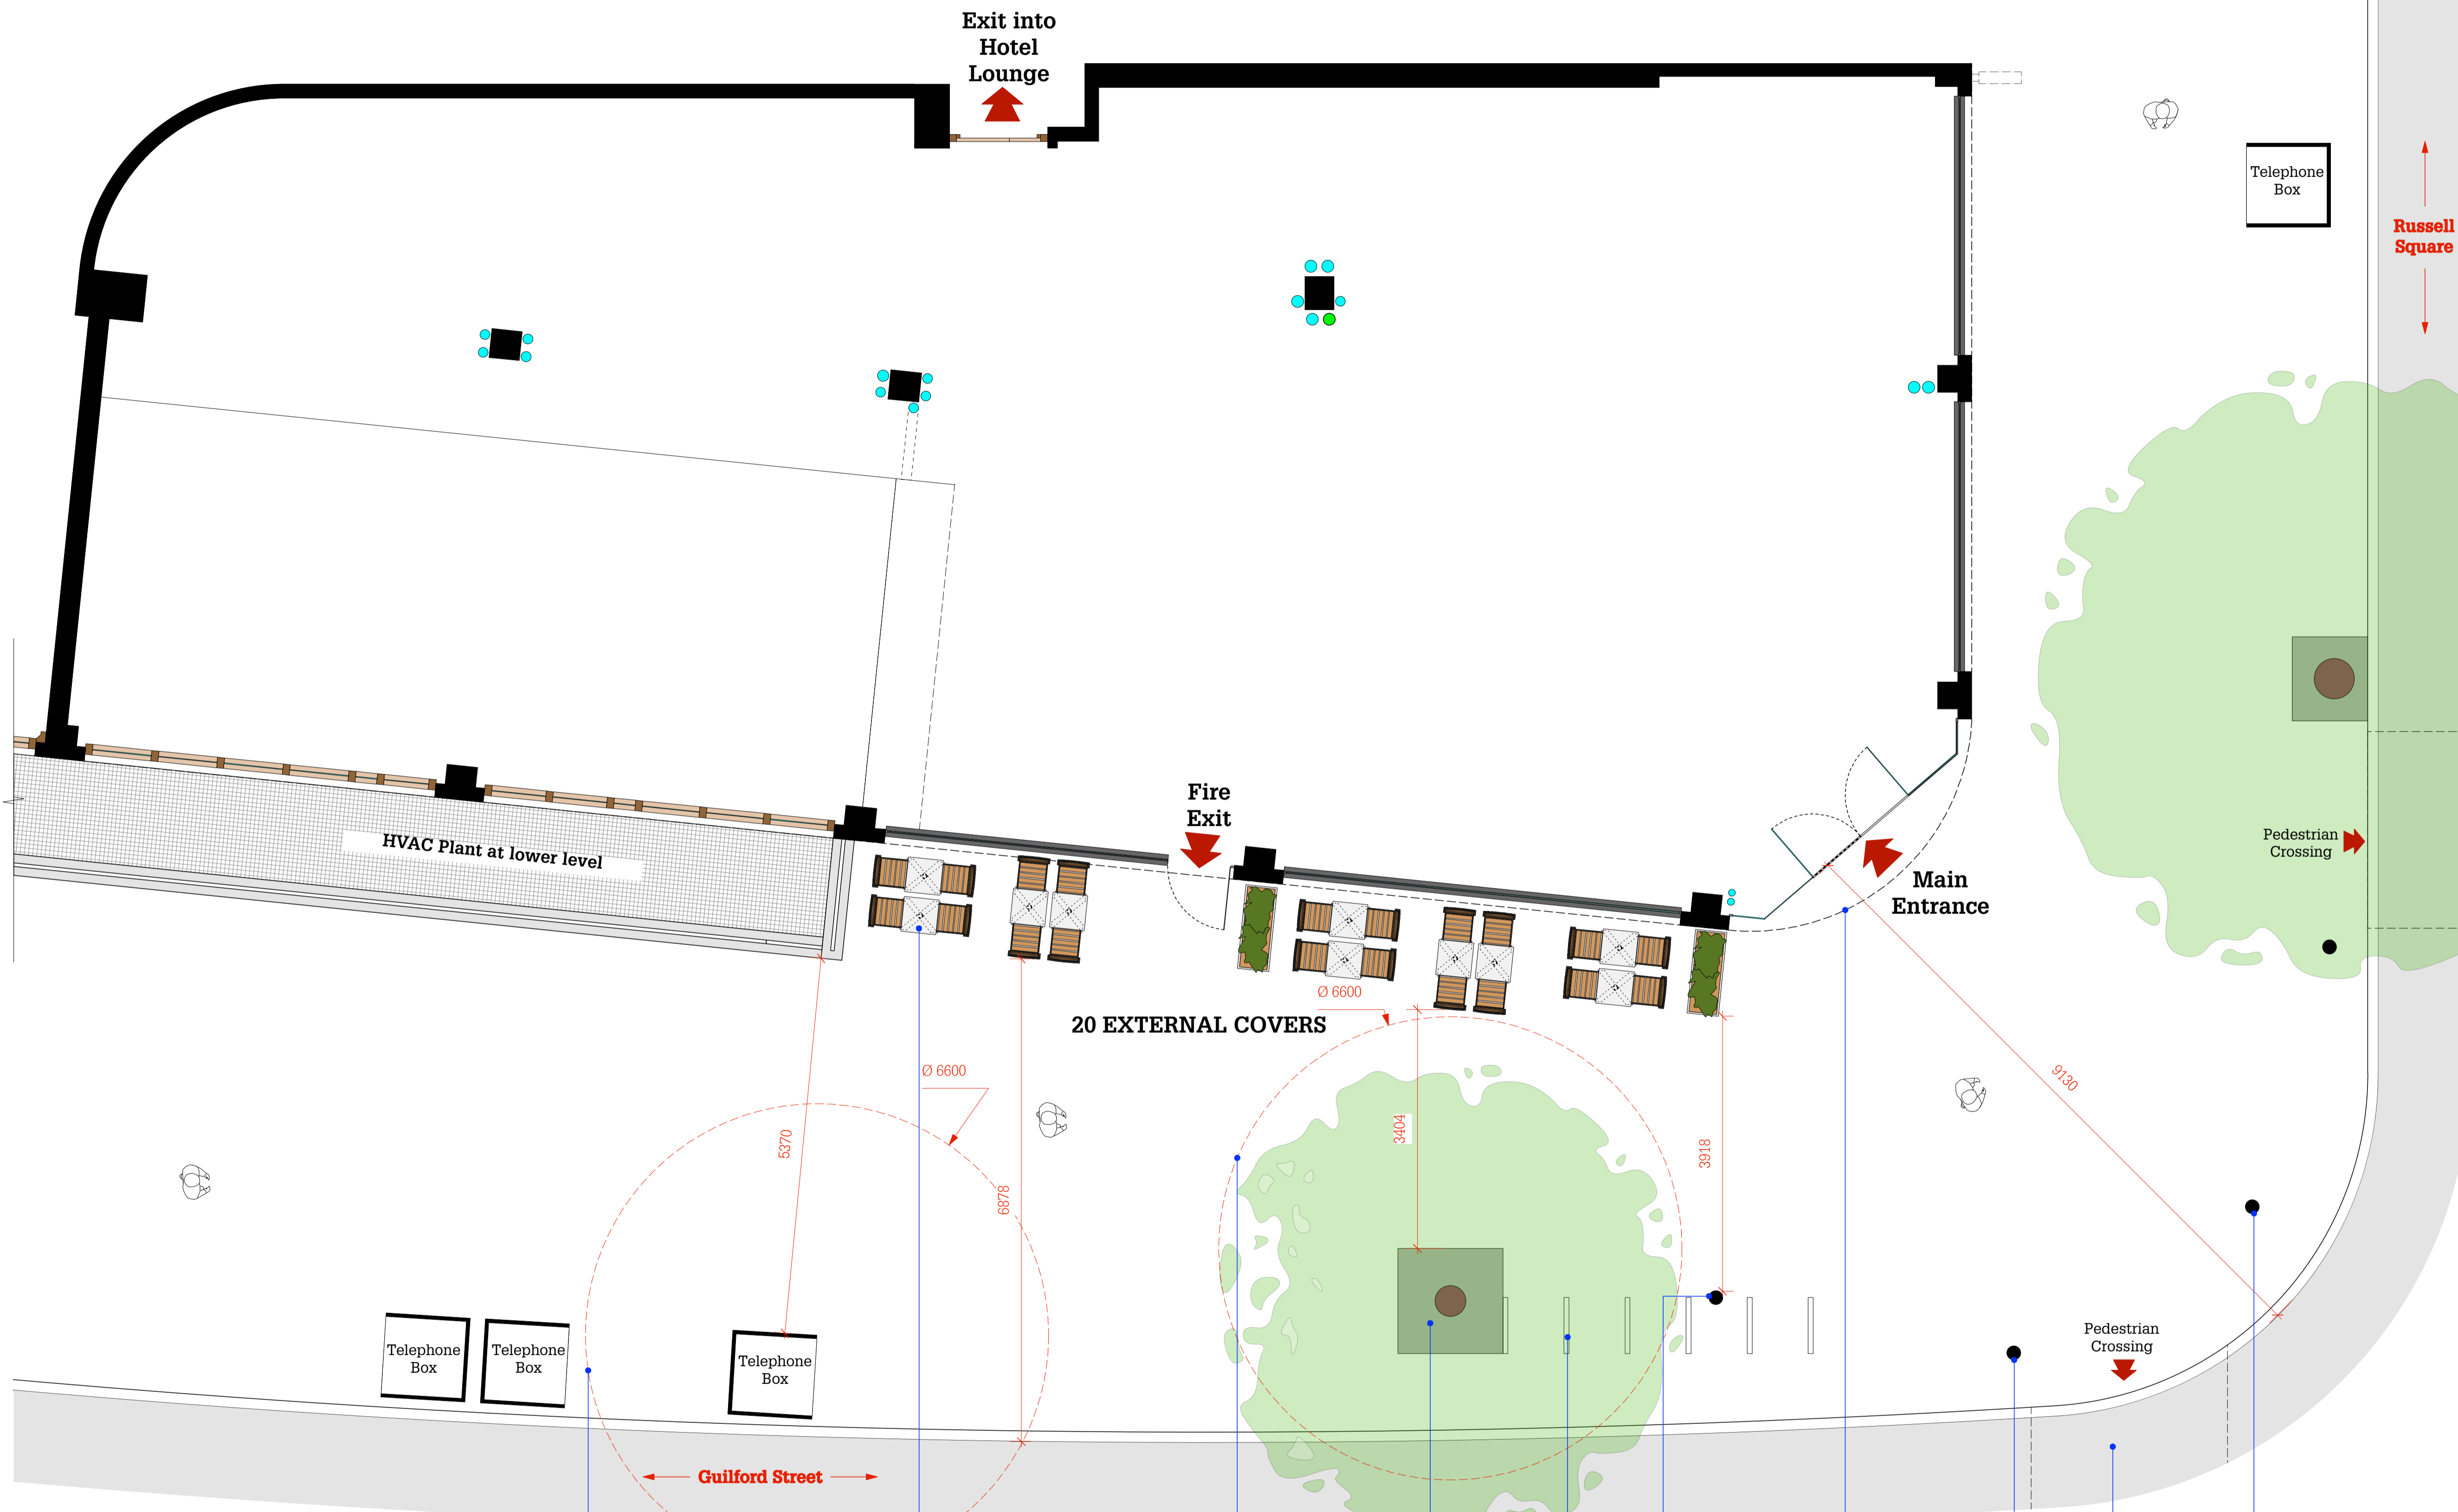 Exit into
Hotel
Lounge
Telephone
Box
Russell
Square
Fire
Exit
Pedestrian
Crossing
HVAC Plant at lower level
Main
Entrance
Ø 6600
20 EXTERNAL COVERS
Ø 6600
9130
5370
3404
3918
6878
Pedestrian
Crossing
Telephone
Box
Telephone
Box
Telephone
Box
Guilford Street